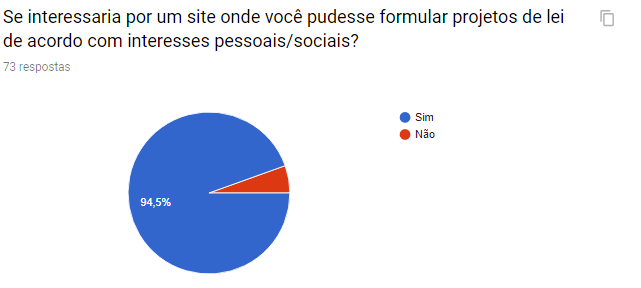 Se interessaria por um site onde você pudesse formular projetos de lei
de acordo com interesses pessoais/sociais?
73 respostas
Sim
Não
94,5%